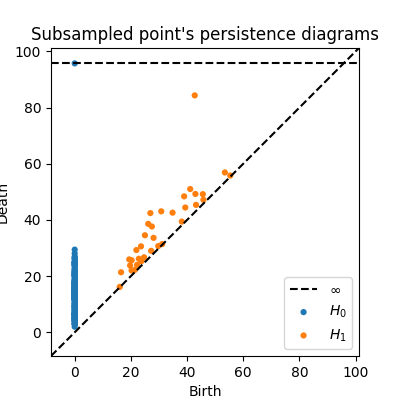 Subsampled point's persistence diagrams
100
80
60
40
20
0
Death
0 20 40 60 80 100
Birth
∞
H₀
H₁